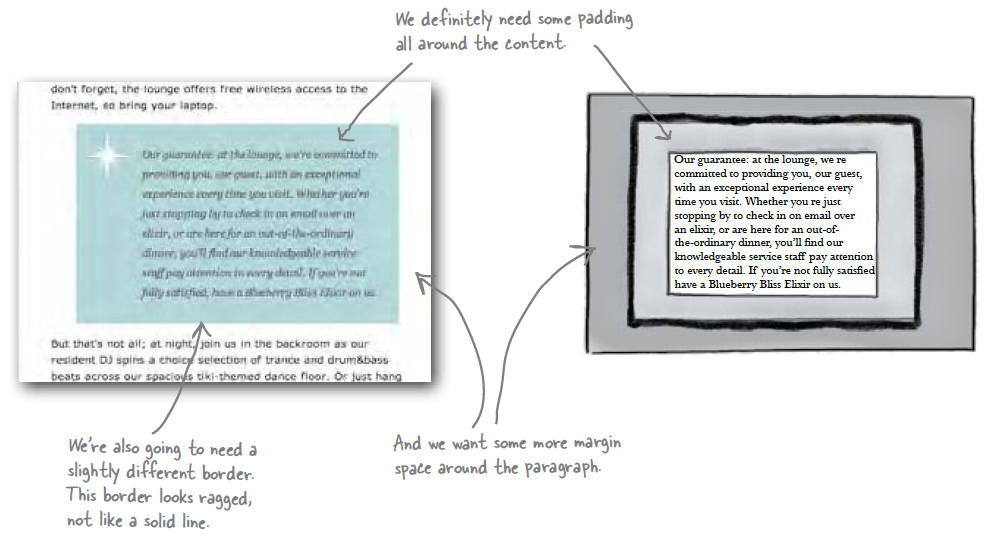 We definitely need some padding
all around the content.
don't forget, the lounge offers free wireless access to the
Internet, so bring your laptop.
Our guarantee: at the lounge, we're committed to
providing you, our guest, with an exceptional
experience every time you visit. Whether you're
just stopping by to check in on email over an
elixir, or are here for an out-of-the-ordinary
dinner, you'll find our knowledgeable service
staff pay attention to every detail. If you're not
fully satisfied, have a Blueberry Bliss Elixir on us.
But that's not all; at night, join us in the backroom as our
resident DJ spins a choice selection of trance and drum&bass
beats across our spacious tiki-themed dance floor. Or just hang
Our guarantee: at the lounge, we re
committed to providing you, our guest,
with an exceptional experience every
time you visit. Whether you re just
stopping by to check in on email over
an elixir, or are here for an out-of-
the-ordinary dinner, you’ll find our
knowledgeable service staff pay attention
to every detail. If you’re not fully satisfied
have a Blueberry Bliss Elixir on us.
We're also going to need a
slightly different border.
This border looks ragged,
not like a solid line.
And we want some more margin
space around the paragraph.